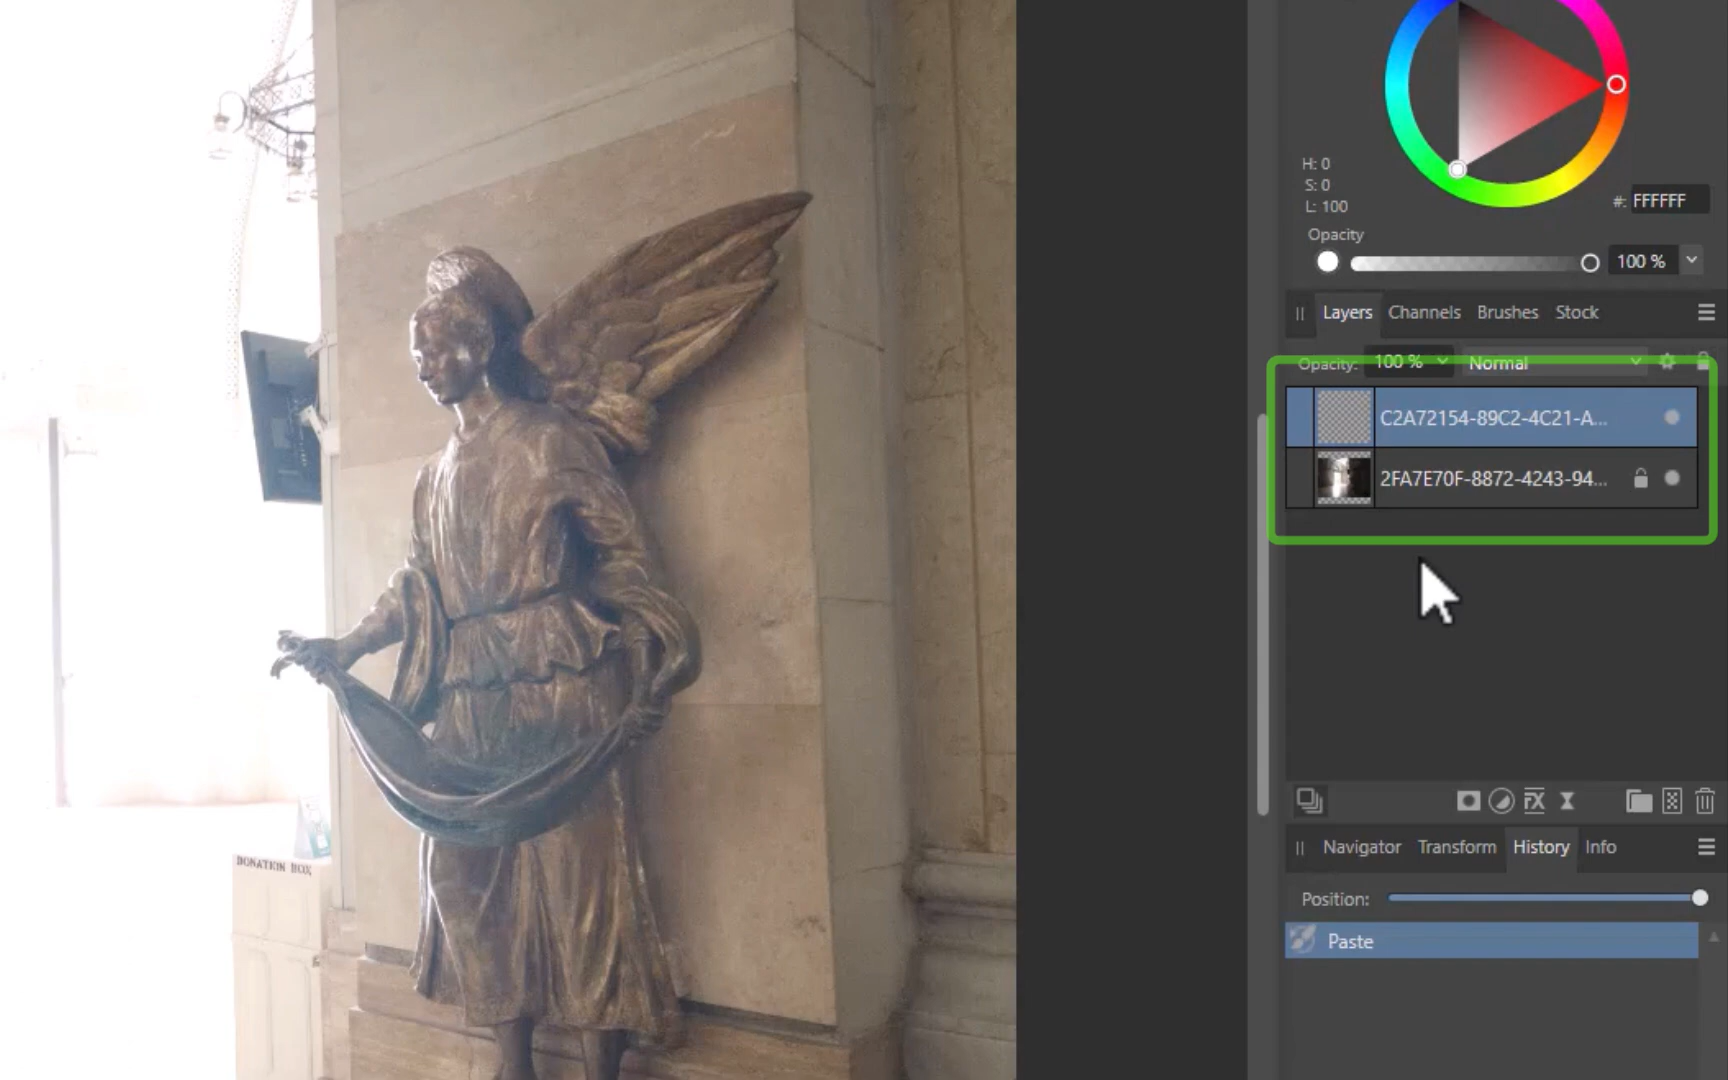 H: 0
S: 0
L: 100
#: FFFFFF
Opacity
100 %
Layers Channels Brushes Stock
Opacity: 100 % Normal
C2A72154-89C2-4C21-A...
2FA7E70F-8872-4243-94...
FX
DONATION BOX
Navigator Transform History Info
Position:
Paste